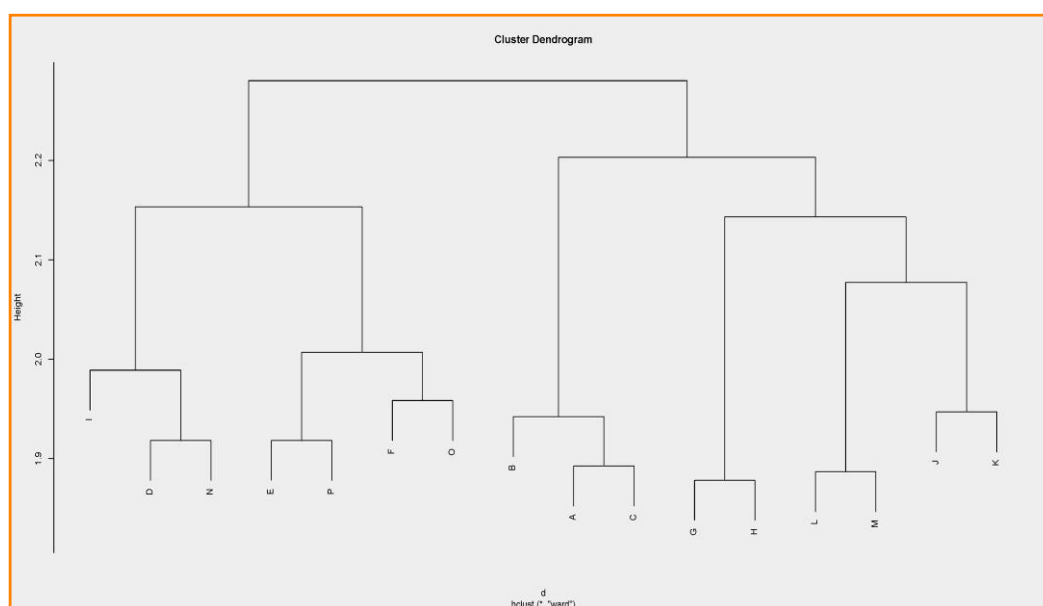 Cluster Dendrogram
Height
2.2
2.1
2.0
1.9
I
D
N
E
P
F
O
B
A
C
G
H
L
M
J
K
d
hclust (*, "ward")